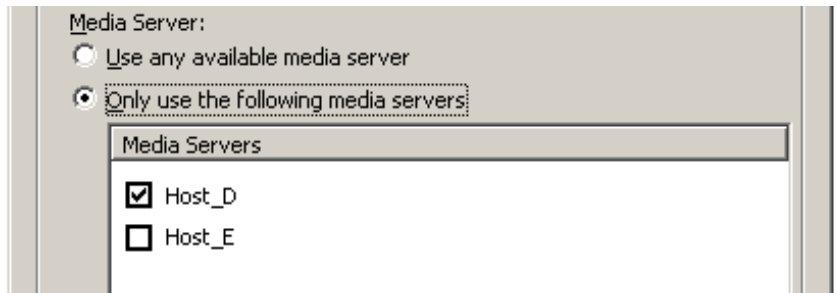 Media Server:
Use any available media server
Only use the following media servers
Media Servers
Host_D
Host_E